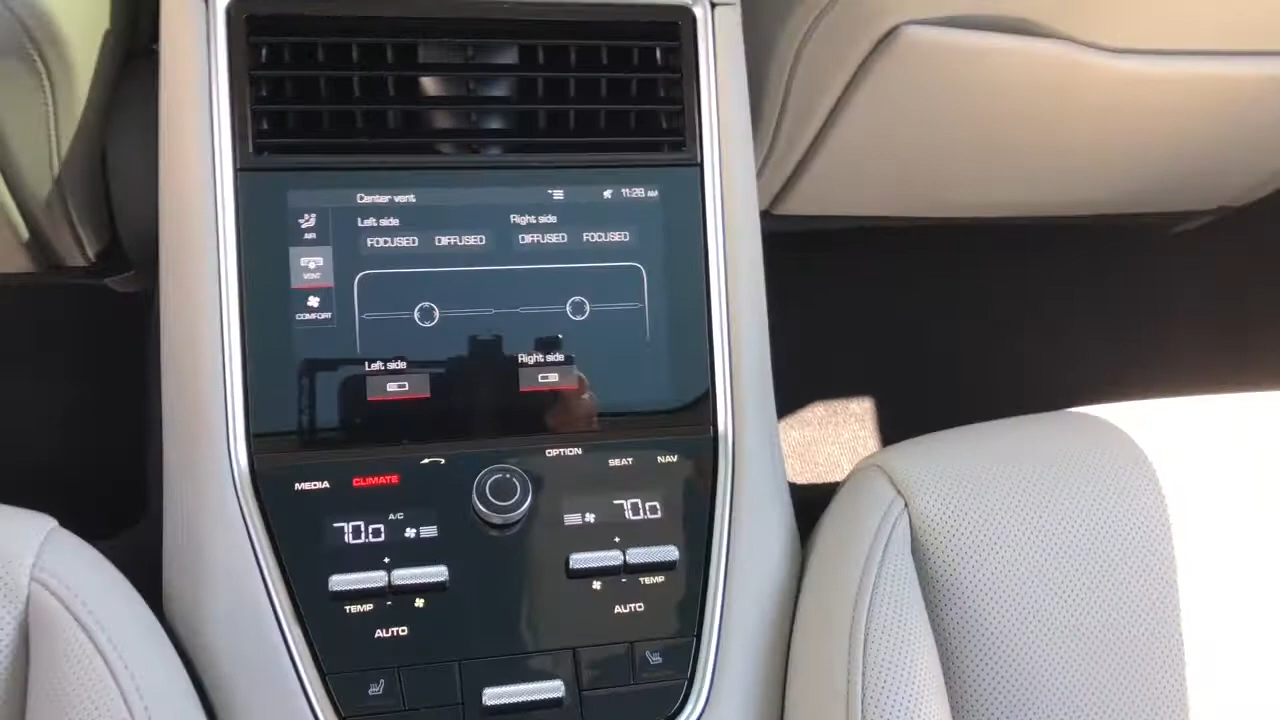 Center vent
11:28 AM
AIR
Left side
Right side
FOCUSED DIFFUSED
DIFFUSED FOCUSED
VENT
COMFORT
Left side
Right side
OPTION SEAT NAV
MEDIA CLIMATE
A/C
70.0
70.0
+
+
TEMP -
- TEMP
AUTO
AUTO